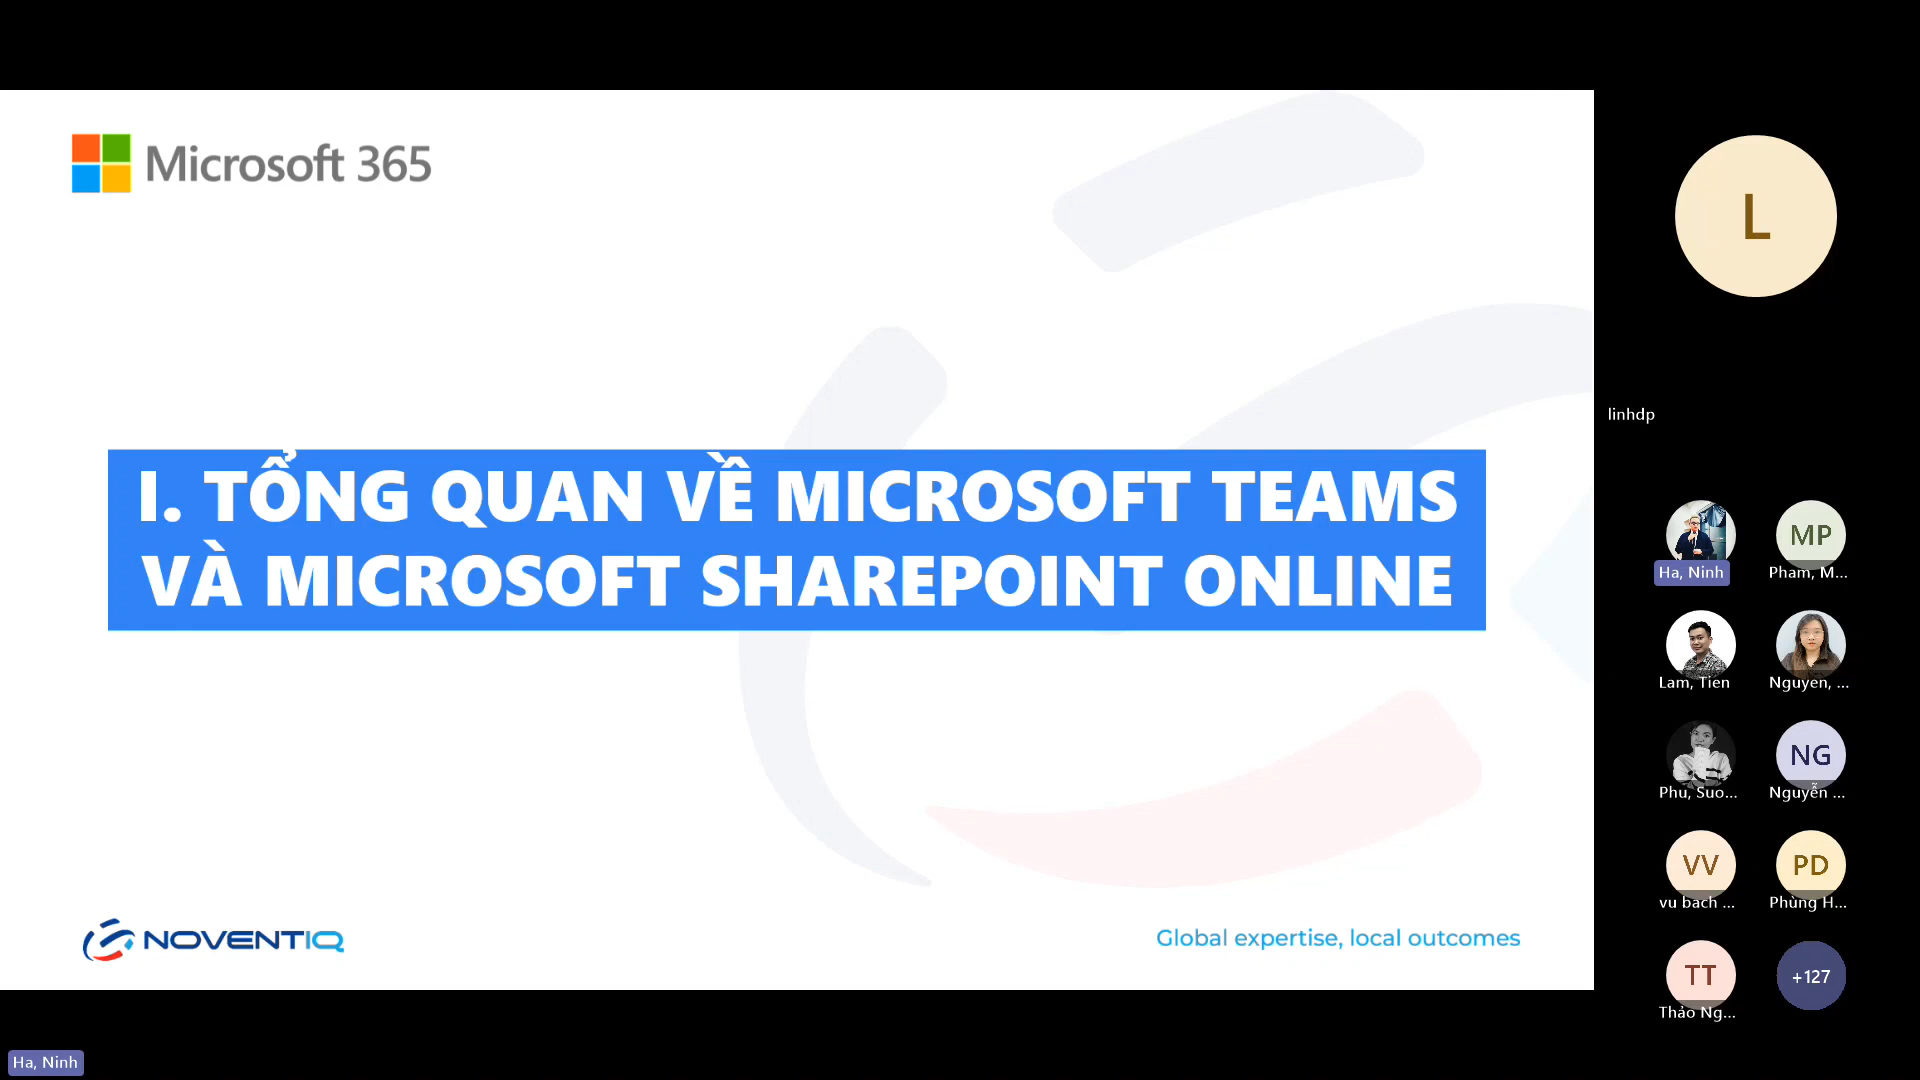 Microsoft 365
I. TỔNG QUAN VỀ MICROSOFT TEAMS
VÀ MICROSOFT SHAREPOINT ONLINE
NOVENTIQ
Global expertise, local outcomes
L
linhdp
Ha, Ninh
MP
Pham, M...
Lam, Tien
Nguyen, ...
Phu, Suo...
NG
Nguyễn ...
VV
vu bach ...
PD
Phùng H...
TT
Thảo Ng...
+127
Ha, Ninh